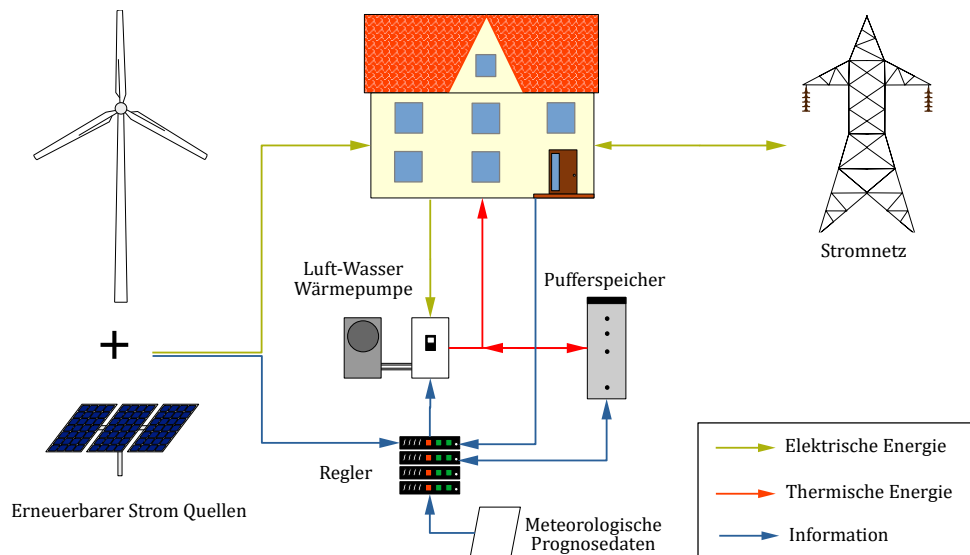 Stromnetz
Luft-Wasser
Wärmepumpe
Pufferspeicher
Regler
Erneuerbarer Strom Quellen
Meteorologische
Prognosedaten
Elektrische Energie
Thermische Energie
Information